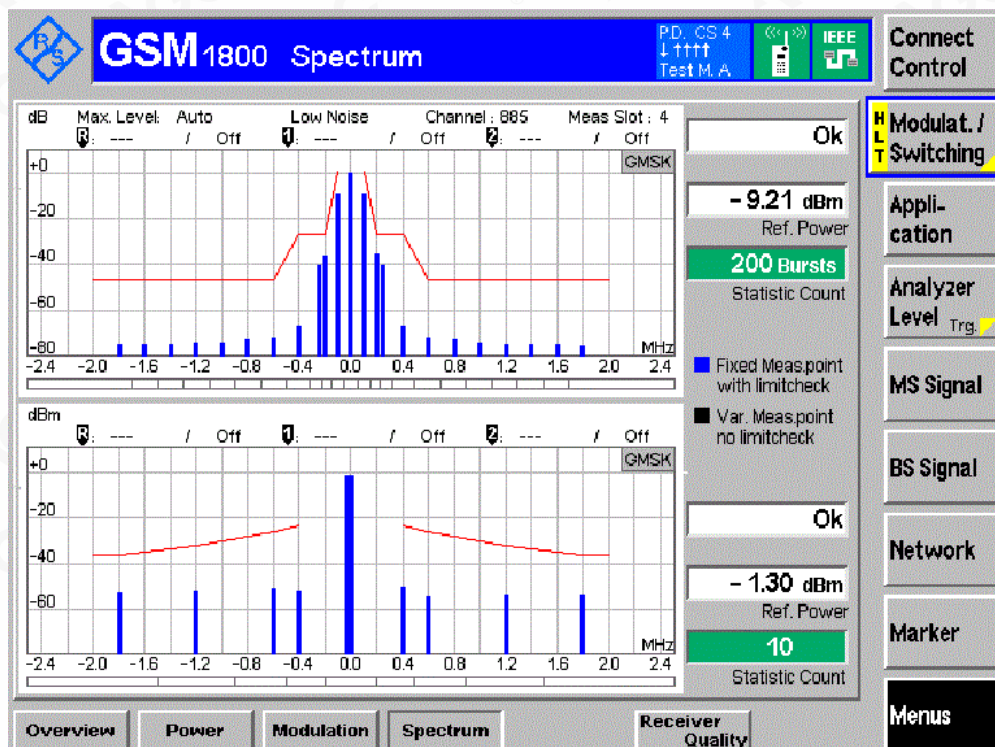 R/S
GSM 1800 Spectrum
P.D. CS 4
↓ ↑↑↑↑
Test M. A
IEEE
Connect Control
dB Max. Level: Auto Low Noise Channel : 885 Meas Slot : 4
R : --- / Off 1 : --- / Off 2 : --- / Off
GMSK
+0
-20
-40
-60
-80
MHz
-2.4 -2.0 -1.6 -1.2 -0.8 -0.4 0.0 0.4 0.8 1.2 1.6 2.0 2.4
Ok
- 9.21 dBm
Ref. Power
200 Bursts
Statistic Count
Fixed Meas.point
with limitcheck
Var. Meas.point
no limitcheck
dBm
R : --- / Off 1 : --- / Off 2 : --- / Off
GMSK
+0
-20
-40
-60
MHz
-2.4 -2.0 -1.6 -1.2 -0.8 -0.4 0.0 0.4 0.8 1.2 1.6 2.0 2.4
Ok
- 1.30 dBm
Ref. Power
10
Statistic Count
H
L
T
Modulat. /
Switching
Appli-
cation
Analyzer
Level Trg.
MS Signal
BS Signal
Network
Marker
Menus
Overview Power Modulation Spectrum Receiver
Quality